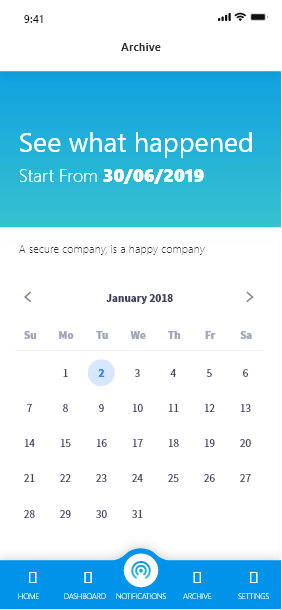 9:41
Archive
See what happened
Start From 30/06/2019
A secure company, is a happy company
January 2018
Su Mo Tu We Th Fr Sa
1 2 3 4 5 6
7 8 9 10 11 12 13
14 15 16 17 18 19 20
21 22 23 24 25 26 27
28 29 30 31
HOME DASHBOARD NOTIFICATIONS ARCHIVE SETTINGS